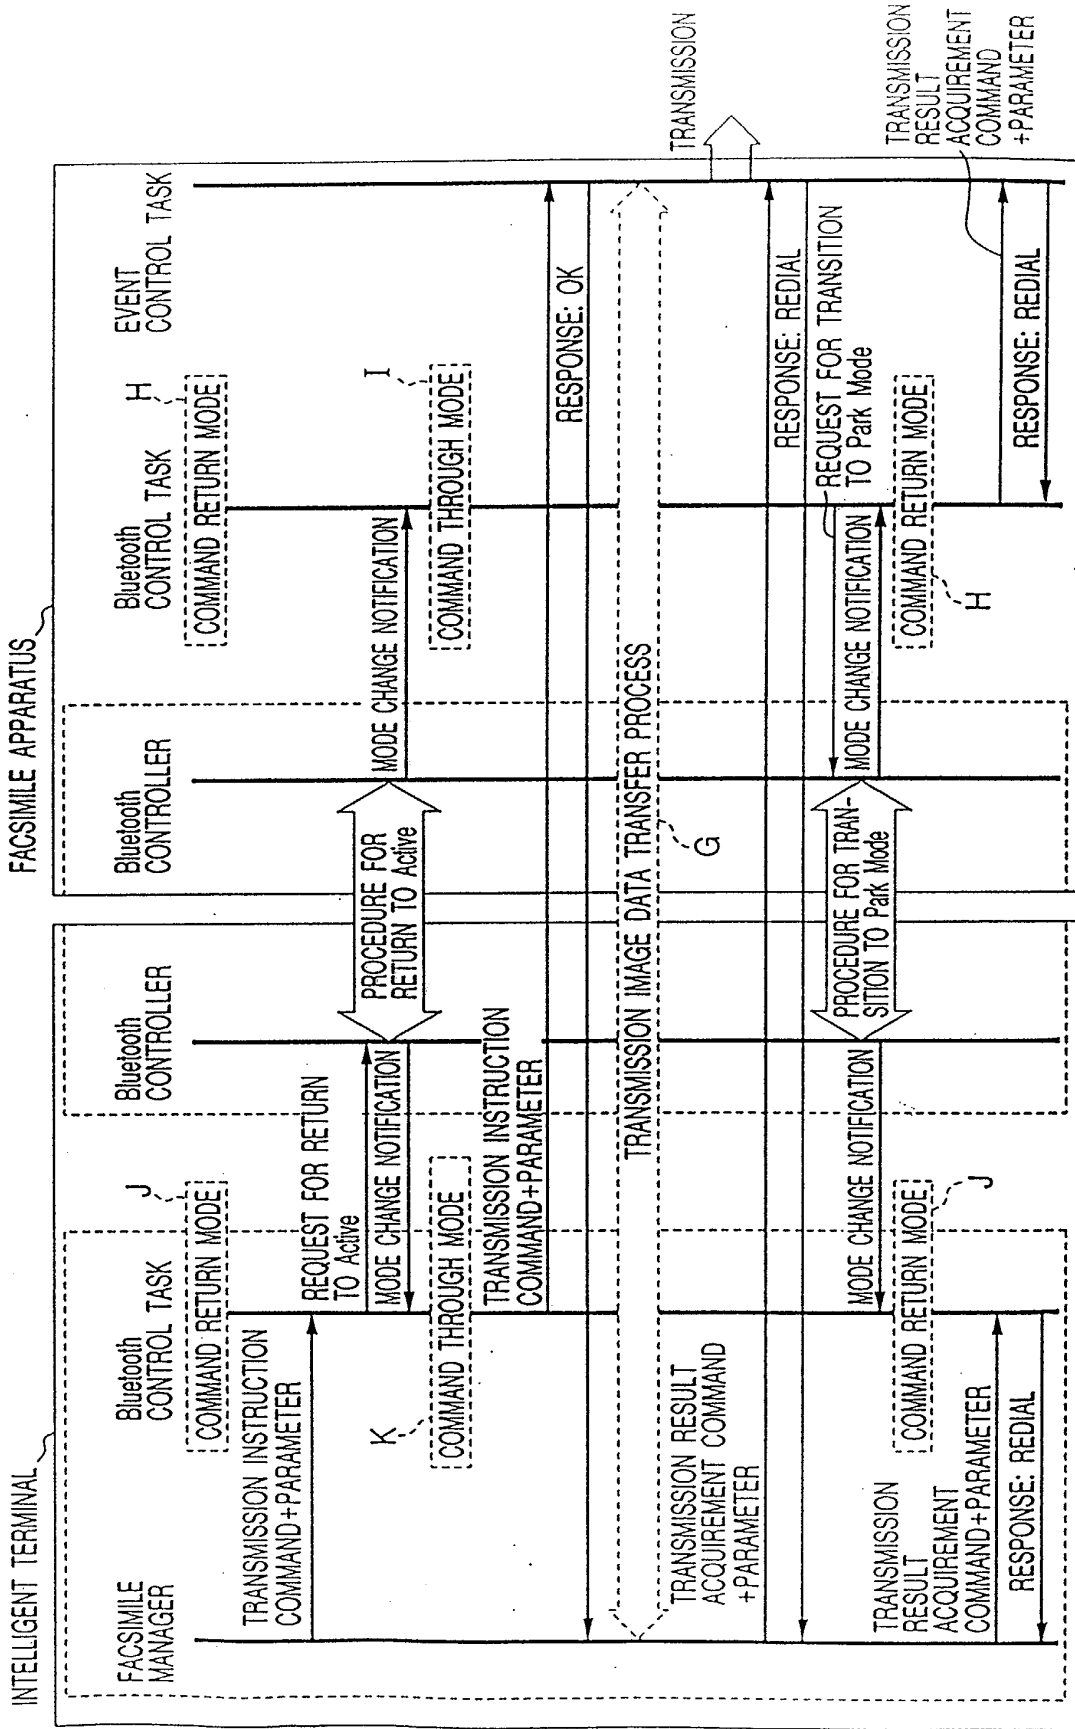 INTELLIGENT TERMINAL
FACSIMILE APPARATUS
FACSIMILE
MANAGER
Bluetooth
CONTROL TASK
Bluetooth
CONTROLLER
Bluetooth
CONTROLLER
Bluetooth
CONTROL TASK
EVENT
CONTROL TASK
COMMAND RETURN MODE
J
COMMAND RETURN MODE
H
TRANSMISSION INSTRUCTION
COMMAND+PARAMETER
REQUEST FOR RETURN
TO Active
MODE CHANGE NOTIFICATION
PROCEDURE FOR
RETURN TO Active
MODE CHANGE NOTIFICATION
K
COMMAND THROUGH MODE
COMMAND THROUGH MODE
I
TRANSMISSION INSTRUCTION
COMMAND+PARAMETER
RESPONSE: OK
TRANSMISSION IMAGE DATA TRANSFER PROCESS
G
TRANSMISSION
TRANSMISSION RESULT
ACQUIREMENT COMMAND
+PARAMETER
RESPONSE: REDIAL
REQUEST FOR TRANSITION
TO Park Mode
MODE CHANGE NOTIFICATION
PROCEDURE FOR TRAN-
SITION TO Park Mode
MODE CHANGE NOTIFICATION
COMMAND RETURN MODE
J
COMMAND RETURN MODE
H
TRANSMISSION
RESULT
ACQUIREMENT
COMMAND+PARAMETER
RESPONSE: REDIAL
TRANSMISSION
RESULT
ACQUIREMENT
COMMAND
+PARAMETER
RESPONSE: REDIAL